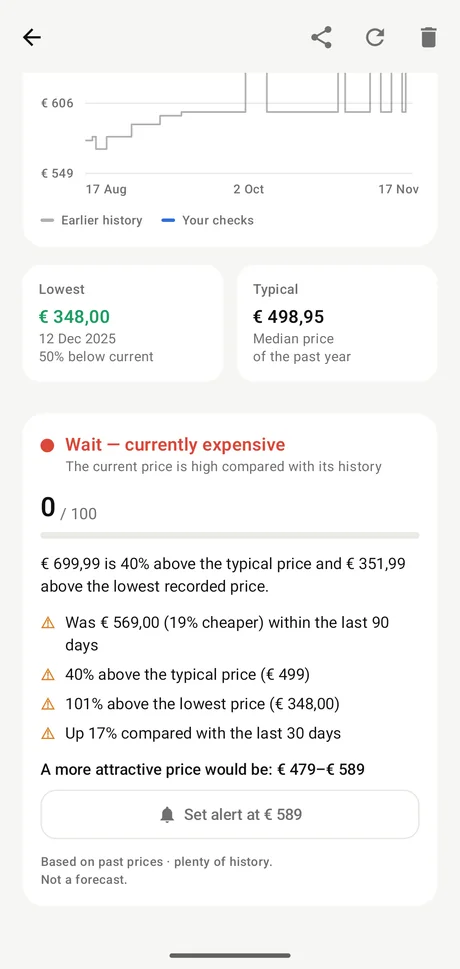 € 606
€ 549
17 Aug 2 Oct 17 Nov
Earlier history Your checks
Lowest
€ 348,00
12 Dec 2025
50% below current
Typical
€ 498,95
Median price
of the past year
Wait — currently expensive
The current price is high compared with its history
0 / 100
€ 699,99 is 40% above the typical price and € 351,99
above the lowest recorded price.
Was € 569,00 (19% cheaper) within the last 90
days
40% above the typical price (€ 499)
101% above the lowest price (€ 348,00)
Up 17% compared with the last 30 days
A more attractive price would be: € 479–€ 589
Set alert at € 589
Based on past prices · plenty of history.
Not a forecast.